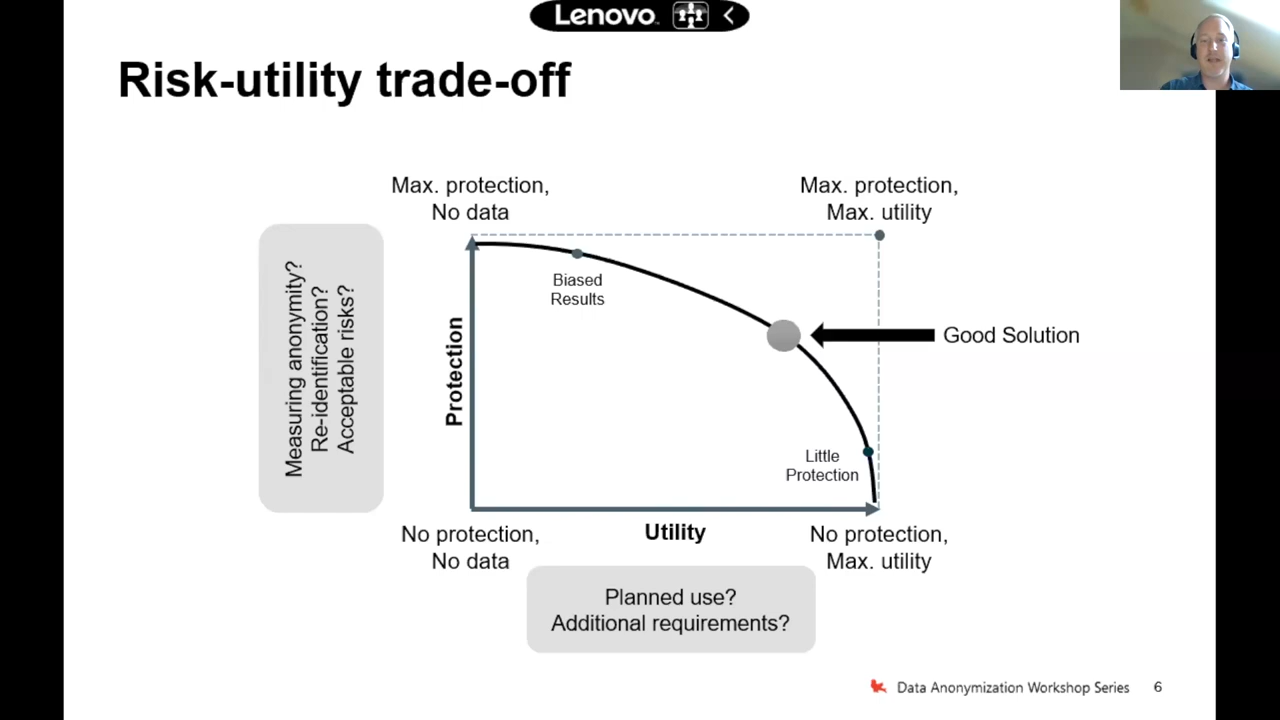 Lenovo
Risk-utility trade-off
Max. protection,
No data
Max. protection,
Max. utility
Measuring anonymity?
Re-identification?
Acceptable risks?
Protection
Biased
Results
Good Solution
Little
Protection
No protection,
No data
Utility
No protection,
Max. utility
Planned use?
Additional requirements?
Data Anonymization Workshop Series 6